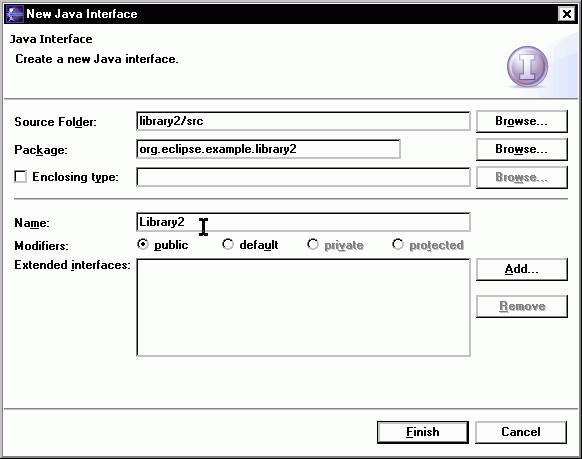 New Java Interface
Java Interface
Create a new Java interface.
I
Source Folder: library2/src Browse...
Package: org.eclipse.example.library2 Browse...
Enclosing type: Browse...
Name: Library2
Modifiers: public default private protected
Extended interfaces: Add...
Remove
Finish Cancel